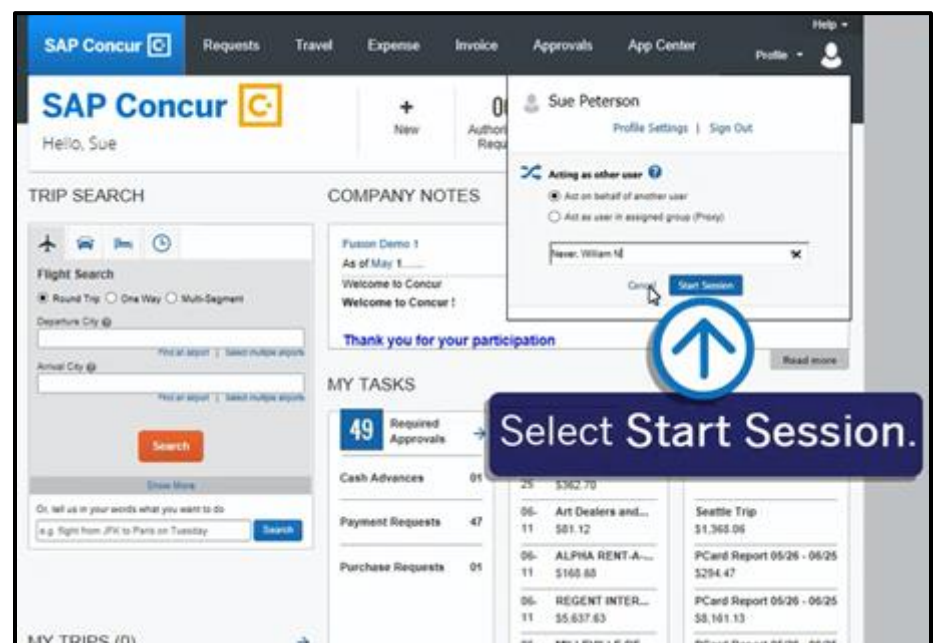 Help
SAP Concur C
Requests
Travel
Expense
Invoice
Approvals
App Center
Profile
SAP Concur C
Hello, Sue
+
New
Sue Peterson
Profile Settings | Sign Out
Acting as other user ?
Act on behalf of another user
Act as user in assigned group (Proxy)
Never, William N
Start Session
TRIP SEARCH
Flight Search
Round Trip One Way Multi-Segment
Departure City
Find an airport | Select multiple airports
Arrival City
Find an airport | Select multiple airports
Search
Show More
Or, tell us in your words what you want to do
e.g. flight from JFK to Paris on Tuesday
Search
MY TRIPS (0)
COMPANY NOTES
Fusion Demo 1
As of May 1......
Welcome to Concur
Welcome to Concur !
Thank you for your participation
Read more
MY TASKS
49 Required
Approvals
Cash Advances 01
Payment Requests 47
Purchase Requests 01
Select Start Session.
25 $362.70
06- Art Dealers and...
11 $81.12
06- ALPHA RENT-A-...
11 $168.88
06- REGENT INTER...
11 $5,637.63
Seattle Trip
$1,368.06
PCard Report 05/26 - 06/25
$294.47
PCard Report 05/26 - 06/25
$8,161.13